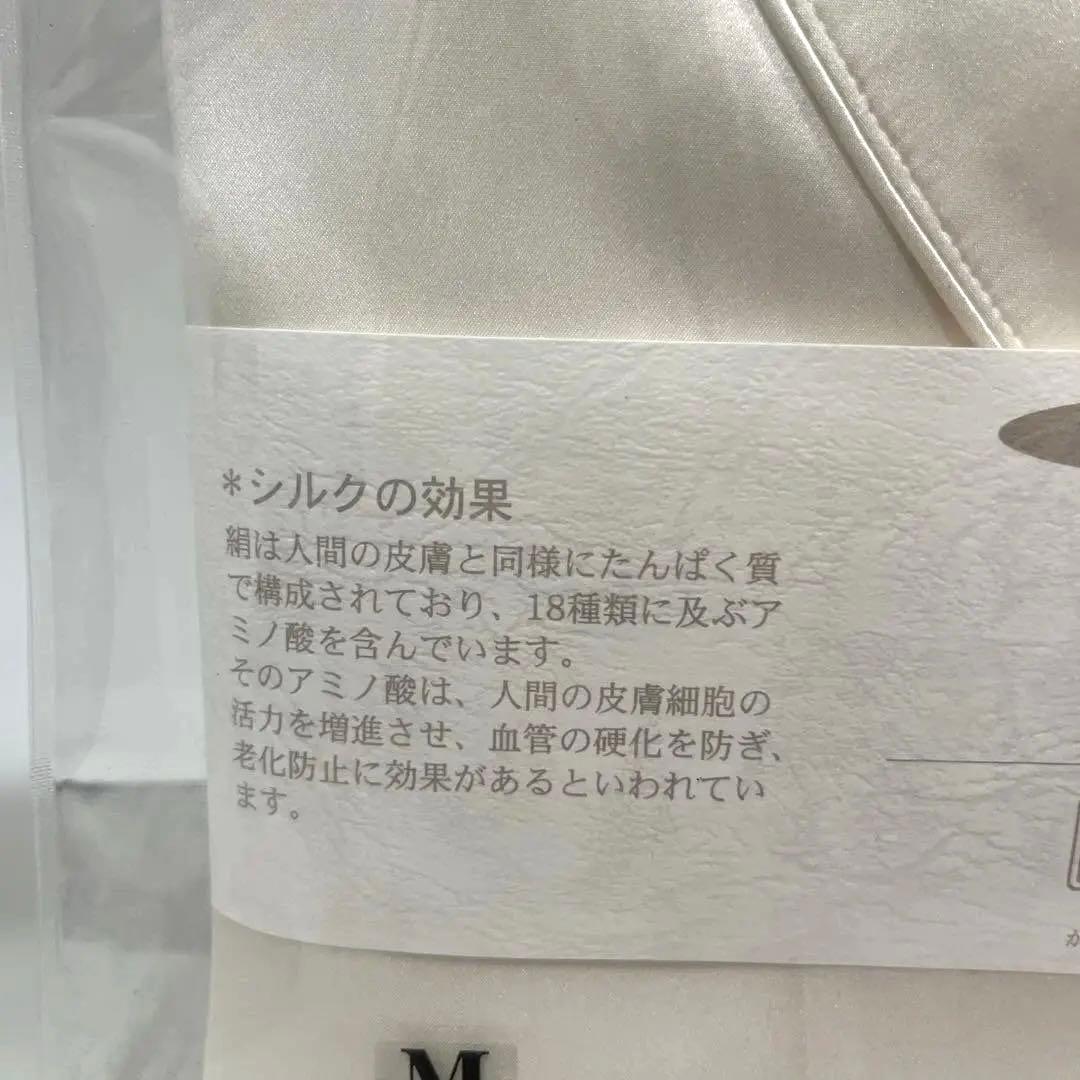 *シルクの効果
絹は人間の皮膚と同様にたんぱく質
で構成されており、18種類に及ぶア
ミノ酸を含んでいます。
そのアミノ酸は、人間の皮膚細胞の
活力を増進させ、血管の硬化を防ぎ、
老化防止に効果があるといわれてい
ます。
か
M